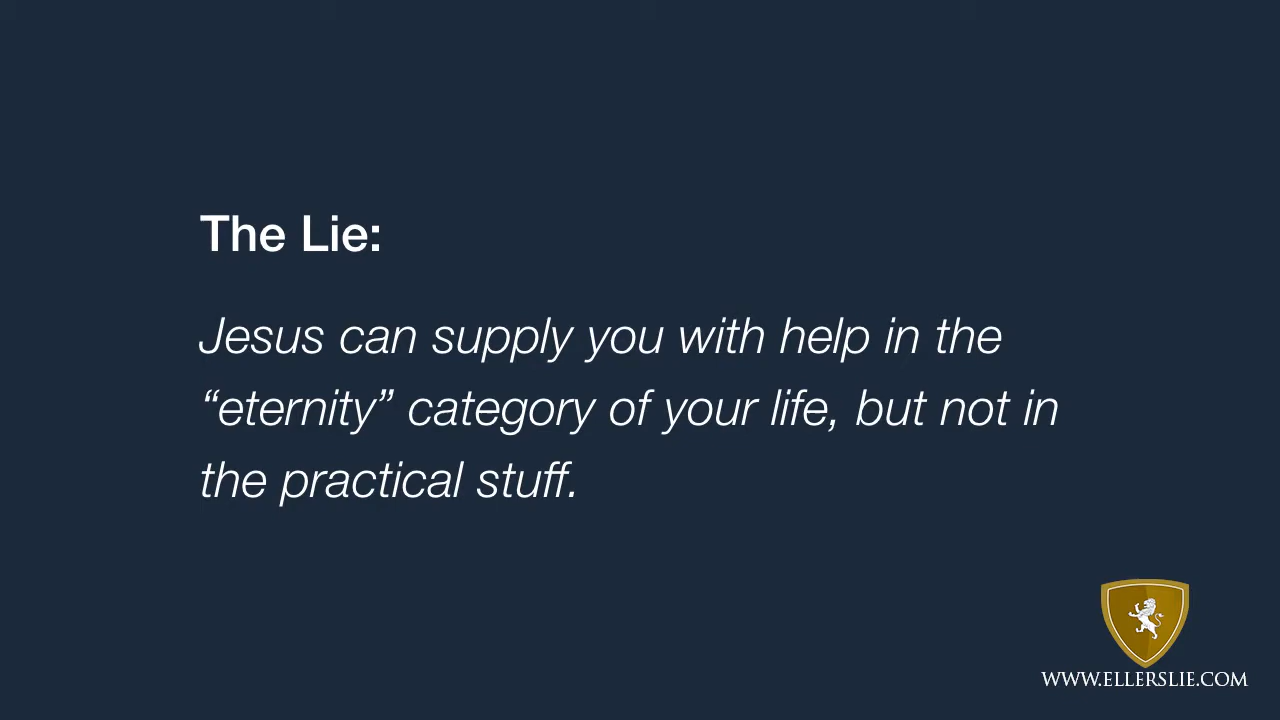 The Lie:
Jesus can supply you with help in the
“eternity” category of your life, but not in
the practical stuff.
WWW.ELLERSLIE.COM